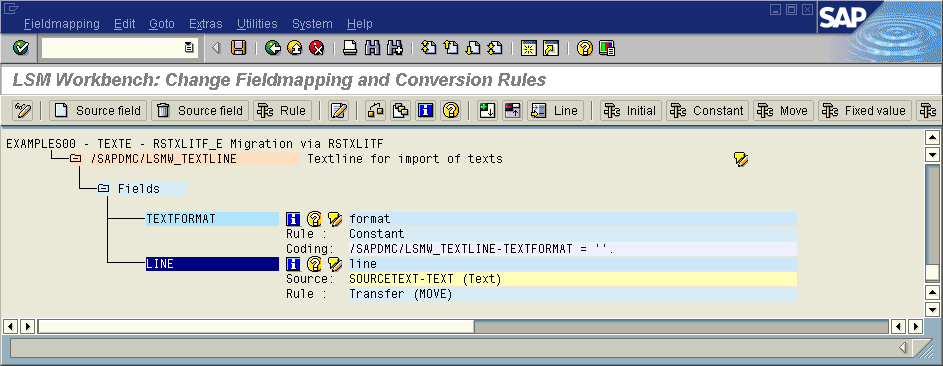 Fieldmapping Edit Goto Extras Utilities System Help
SAP
LSM Workbench: Change Fieldmapping and Conversion Rules
Source field Source field Rule Line Initial Constant Move Fixed value
EXAMPLES00 - TEXTE - RSTXLITF_E Migration via RSTXLITF
/SAPDMC/LSMW_TEXTLINE Textline for import of texts
Fields
TEXTFORMAT format
Rule : Constant
Coding: /SAPDMC/LSMW_TEXTLINE-TEXTFORMAT = ''.
LINE line
Source: SOURCETEXT-TEXT (Text)
Rule : Transfer (MOVE)